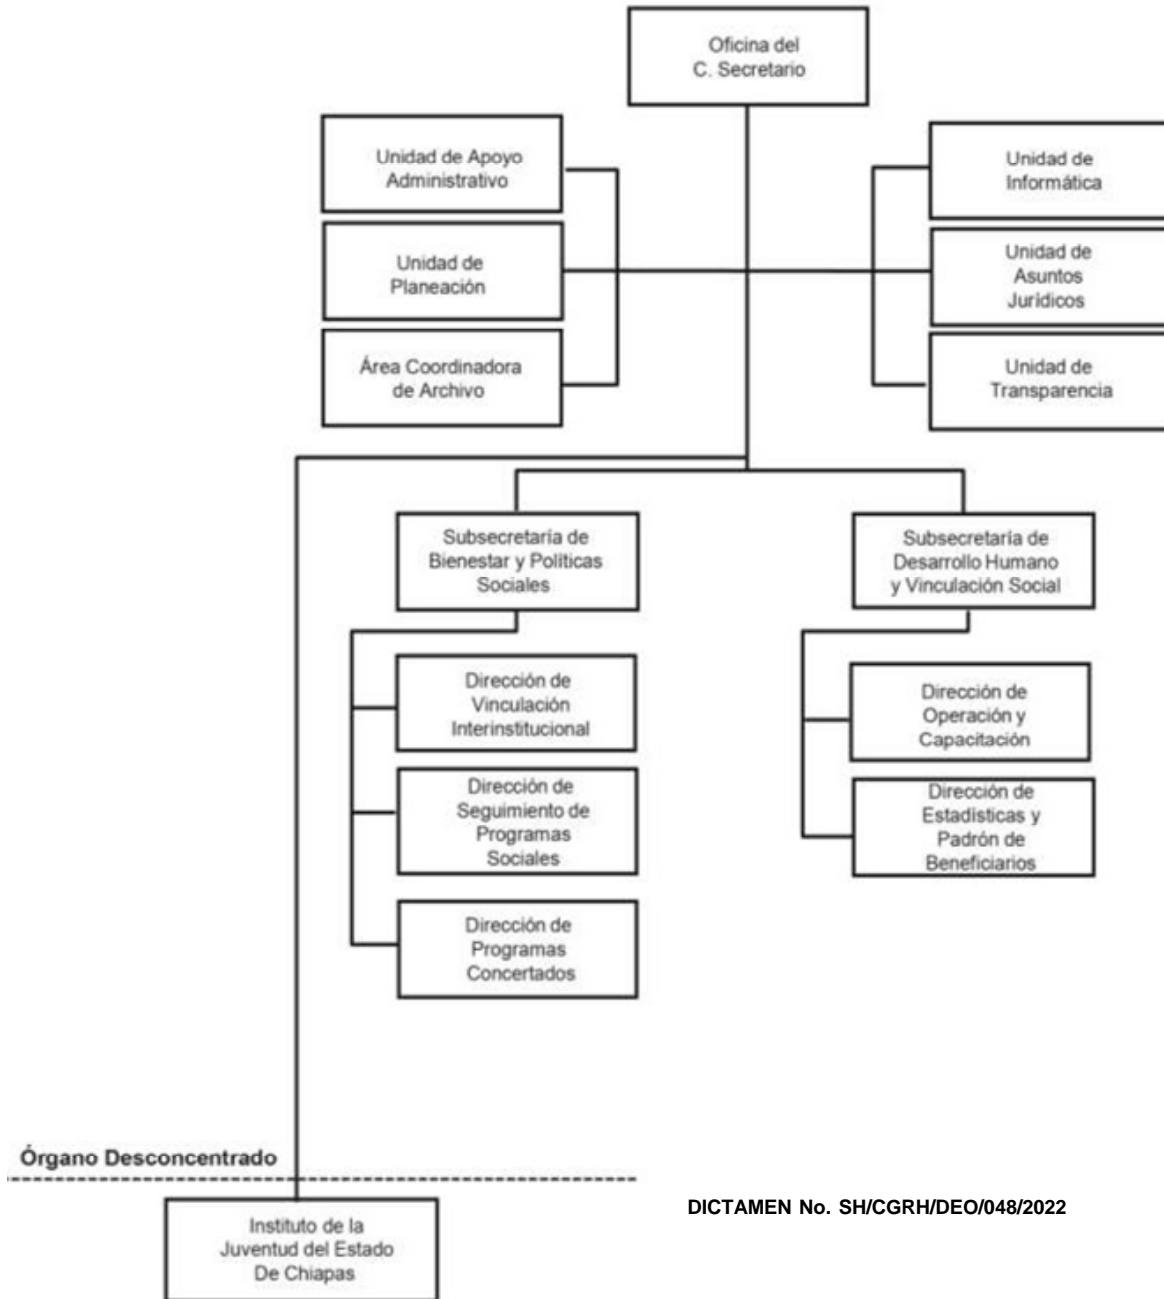 Oficina del
C. Secretario
Unidad de Apoyo
Administrativo
Unidad de
Planeación
Área Coordinadora
de Archivo
Unidad de
Informática
Unidad de
Asuntos
Jurídicos
Unidad de
Transparencia
Subsecretaría de
Bienestar y Políticas
Sociales
Dirección de
Vinculación
Interinstitucional
Dirección de
Seguimiento de
Programas
Sociales
Dirección de
Programas
Concertados
Subsecretaría de
Desarrollo Humano
y Vinculación Social
Dirección de
Operación y
Capacitación
Dirección de
Estadísticas y
Padrón de
Beneficiarios
Órgano Desconcentrado
Instituto de la
Juventud del Estado
De Chiapas
DICTAMEN No. SH/CGRH/DEO/048/2022